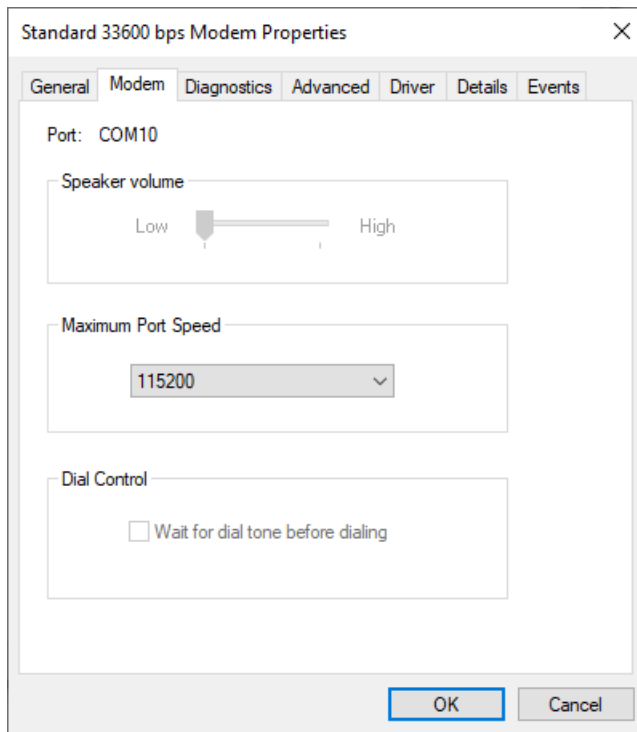 Standard 33600 bps Modem Properties
General Modem Diagnostics Advanced Driver Details Events
Port: COM10
Speaker volume
Low High
Maximum Port Speed
115200
Dial Control
Wait for dial tone before dialing
OK Cancel